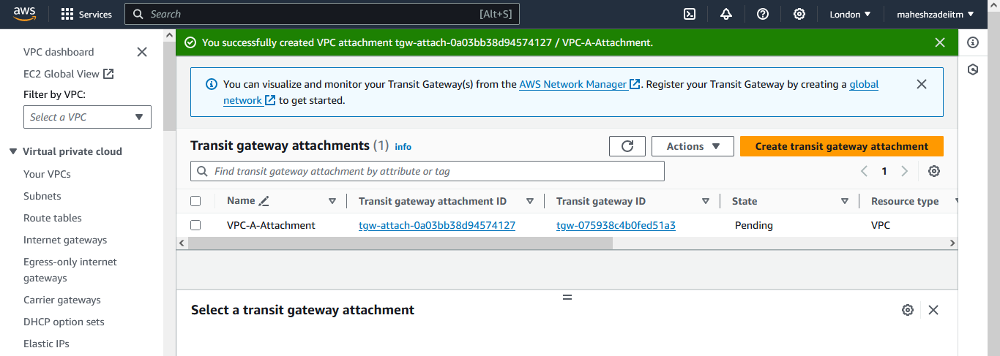 aws
Services
Search [Alt+S]
London maheshzadeiitm
VPC dashboard
EC2 Global View
Filter by VPC:
Select a VPC
Virtual private cloud
Your VPCs
Subnets
Route tables
Internet gateways
Egress-only internet
gateways
Carrier gateways
DHCP option sets
Elastic IPs
You successfully created VPC attachment tgw-attach-0a03bb38d94574127 / VPC-A-Attachment.
You can visualize and monitor your Transit Gateway(s) from the AWS Network Manager. Register your Transit Gateway by creating a global
network to get started.
Transit gateway attachments (1) info
Actions
Create transit gateway attachment
Find transit gateway attachment by attribute or tag
1
Name Transit gateway attachment ID Transit gateway ID State Resource type
VPC-A-Attachment tgw-attach-0a03bb38d94574127 tgw-075938c4b0fed51a3 Pending VPC
Select a transit gateway attachment